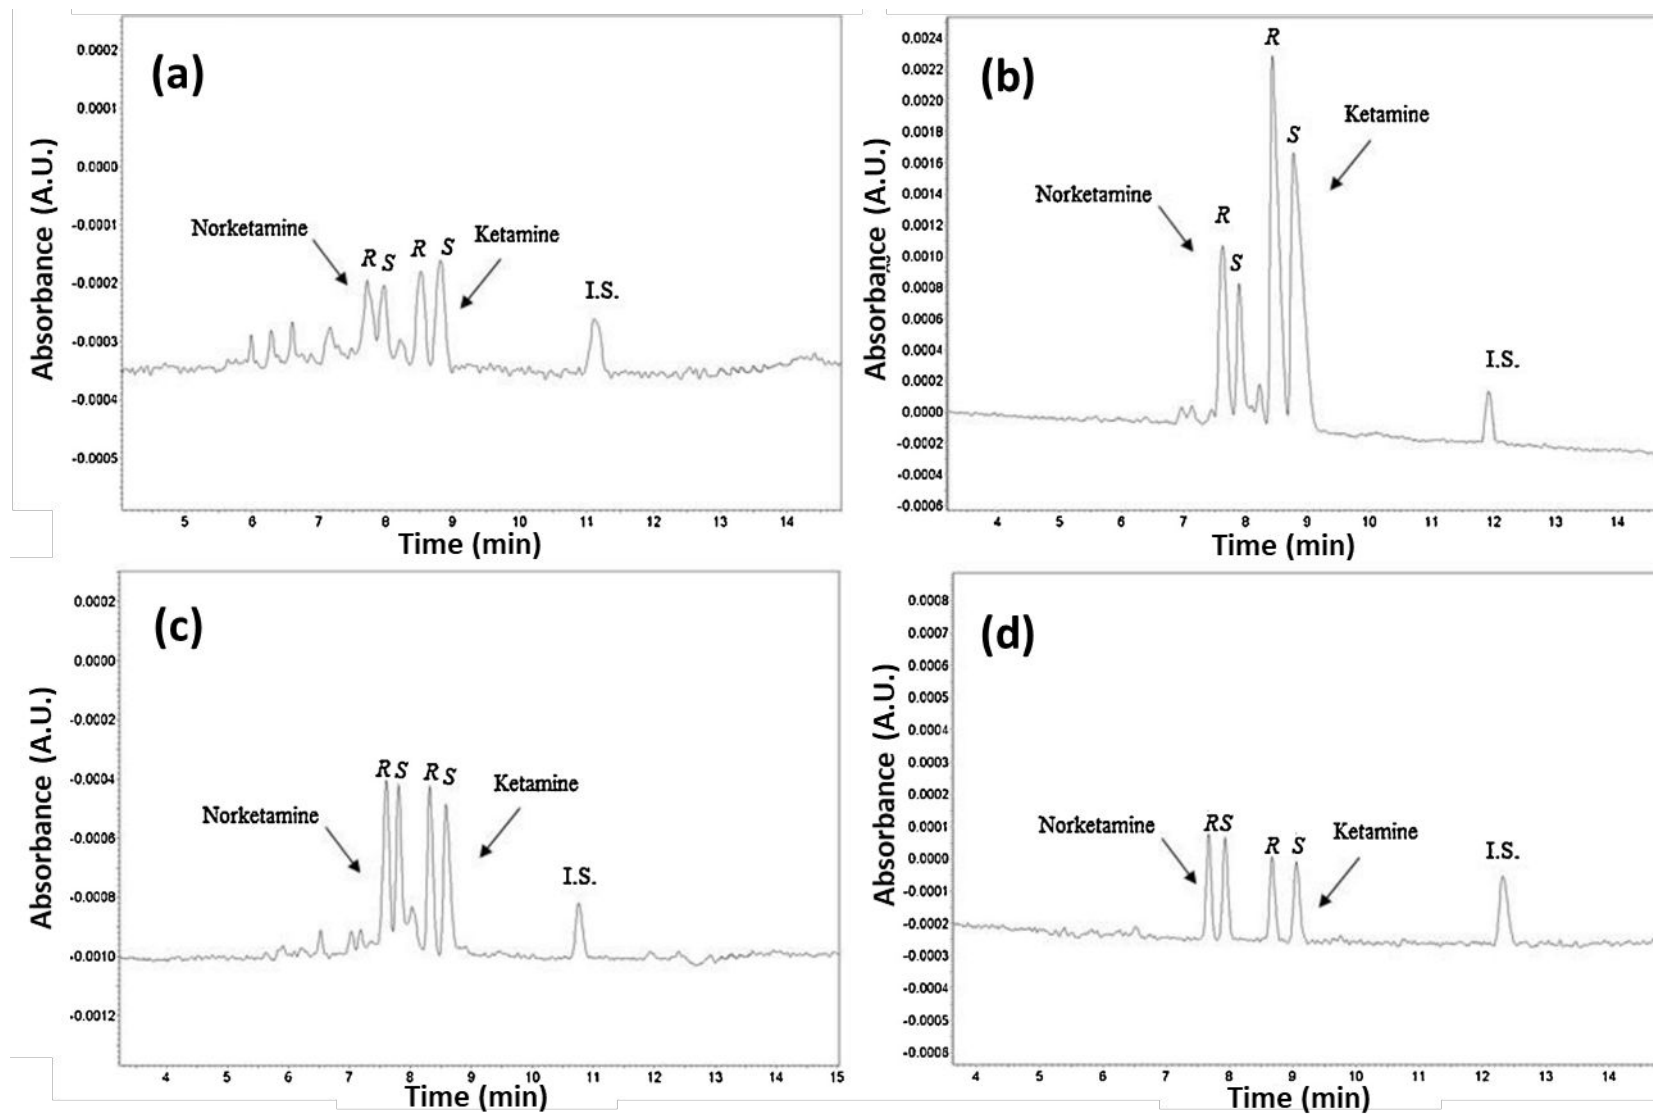 (a)
Absorbance (A.U.)
0.0002
0.0001
0.0000
-0.0001
-0.0002
-0.0003
-0.0004
-0.0005
Norketamine
R S
R S
Ketamine
I.S.
5 6 7 8 9 10 11 12 13 14
Time (min)
(b)
Absorbance (A.U.)
0.0024
0.0022
0.0020
0.0018
0.0016
0.0014
0.0012
0.0010
0.0008
0.0006
0.0004
0.0002
0.0000
-0.0002
-0.0004
-0.0006
Norketamine
R
S
R
S
Ketamine
I.S.
4 5 6 7 8 9 10 11 12 13 14
Time (min)
(c)
Absorbance (A.U.)
0.0002
0.0000
-0.0002
-0.0004
-0.0006
-0.0008
-0.0010
-0.0012
Norketamine
R S
R S
Ketamine
I.S.
4 5 6 7 8 9 10 11 12 13 14 15
Time (min)
(d)
Absorbance (A.U.)
0.0008
0.0007
0.0006
0.0005
0.0004
0.0003
0.0002
0.0001
0.0000
-0.0001
-0.0002
-0.0003
-0.0004
-0.0005
Norketamine
R S
R S
Ketamine
I.S.
4 5 6 7 8 9 10 11 12 13 14
Time (min)